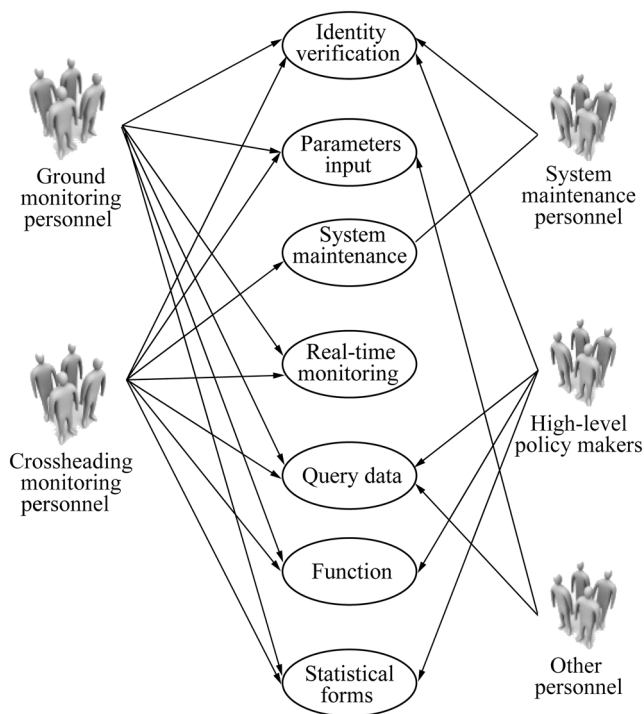 Identity
verification
Ground
monitoring
personnel
Parameters
input
System
maintenance
personnel
System
maintenance
Real-time
monitoring
Crossheading
monitoring
personnel
High-level
policy makers
Query data
Function
Other
personnel
Statistical
forms